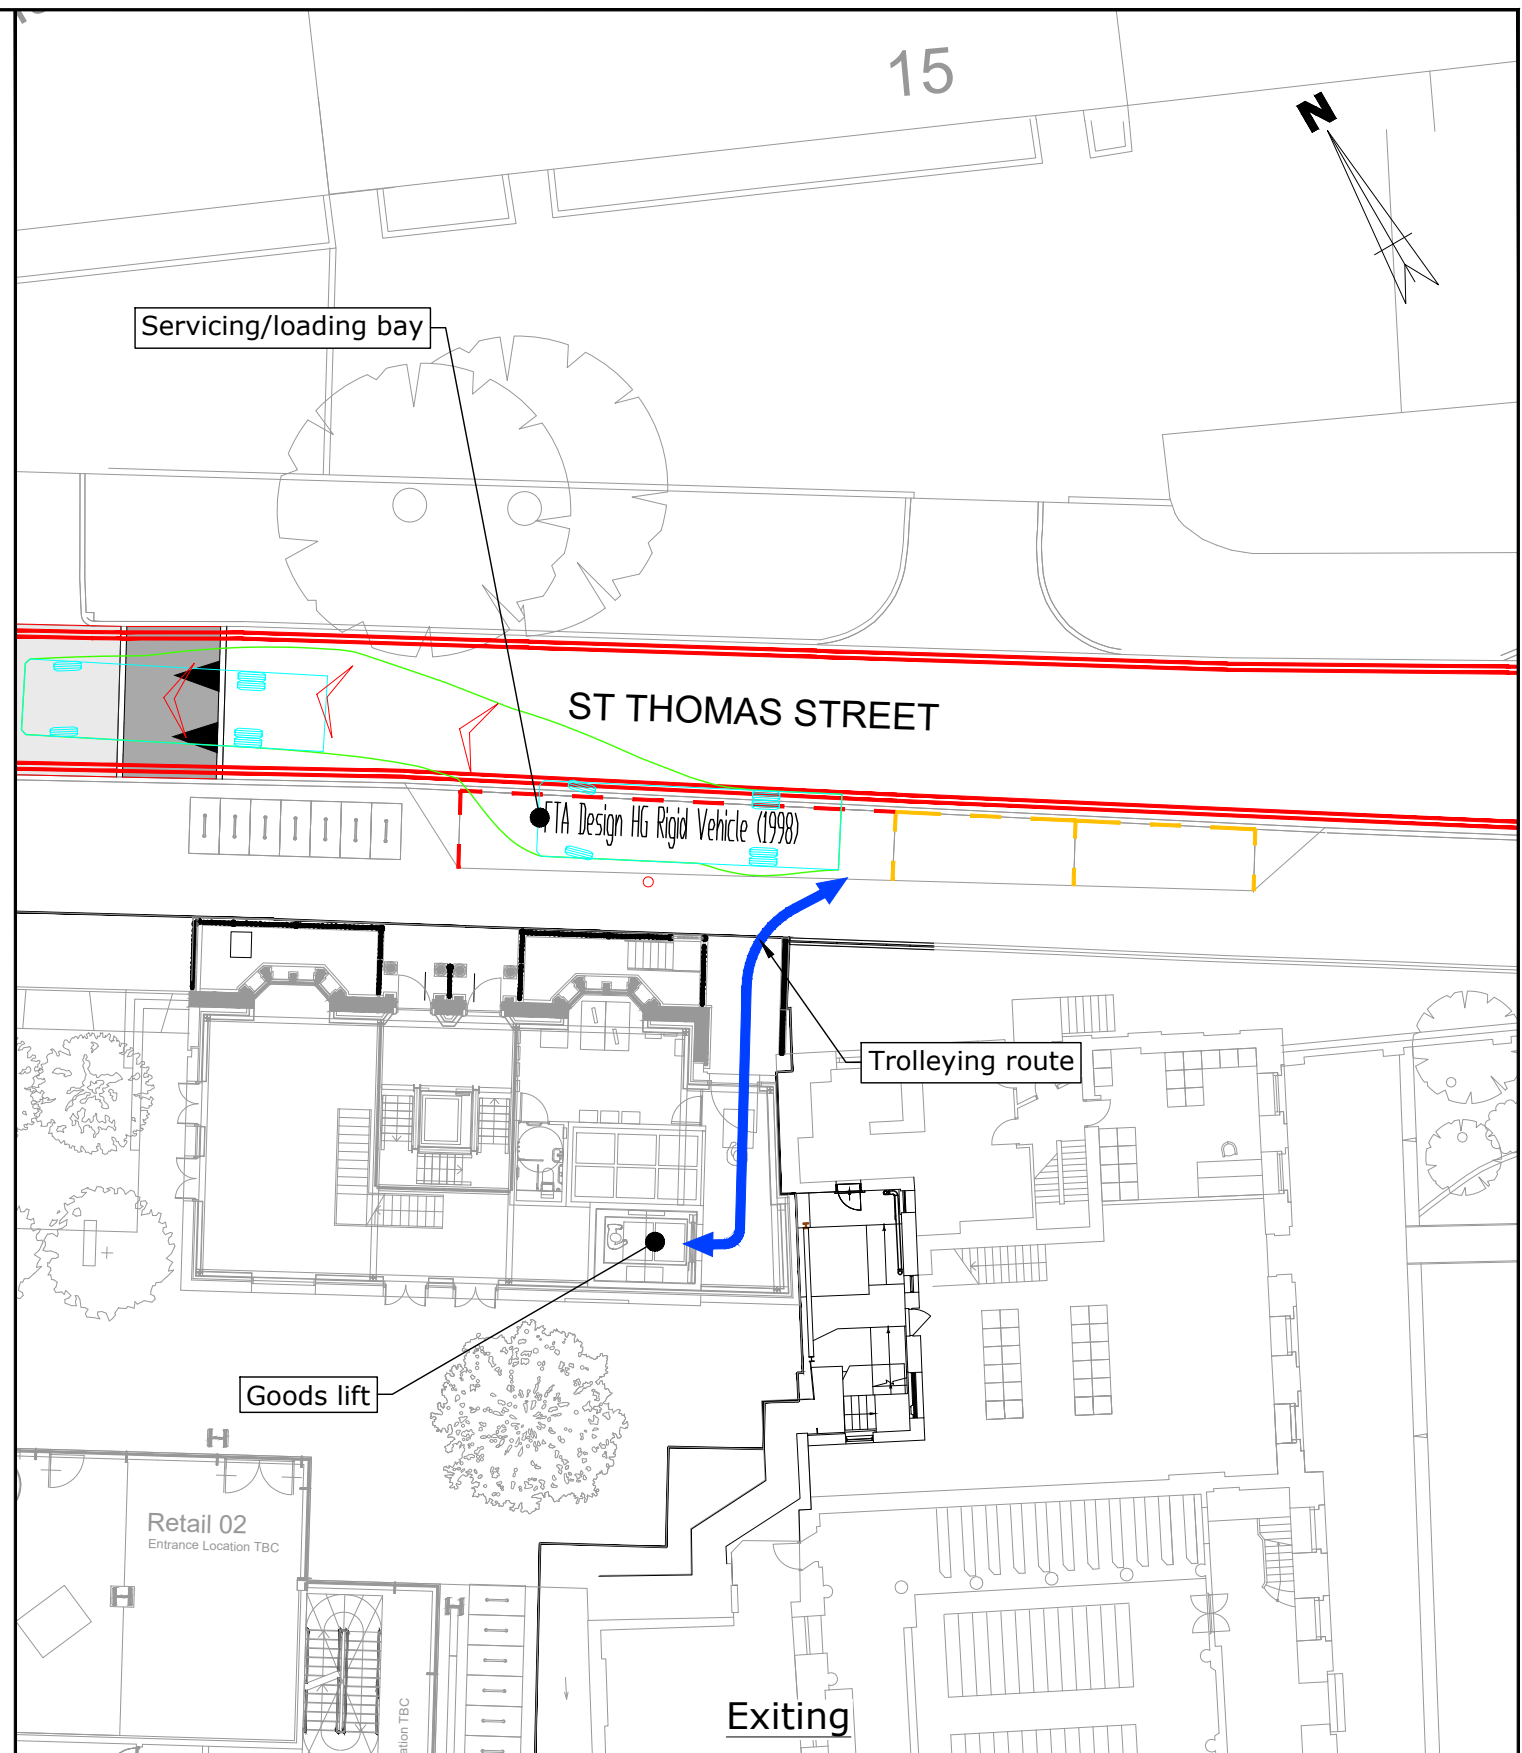 15
N
Servicing/loading bay
ST THOMAS STREET
FTA Design HG Rigid Vehicle (1998)
Trolleying route
Goods lift
Retail 02
Entrance Location TBC
TBC
Exiting